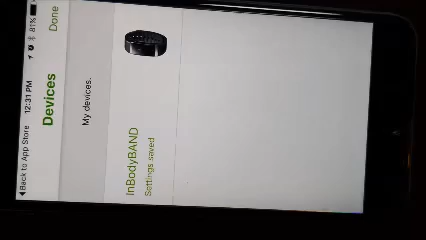 Back to App Store 12:31 PM 81%
Devices Done
My devices.
InBodyBAND
Settings saved